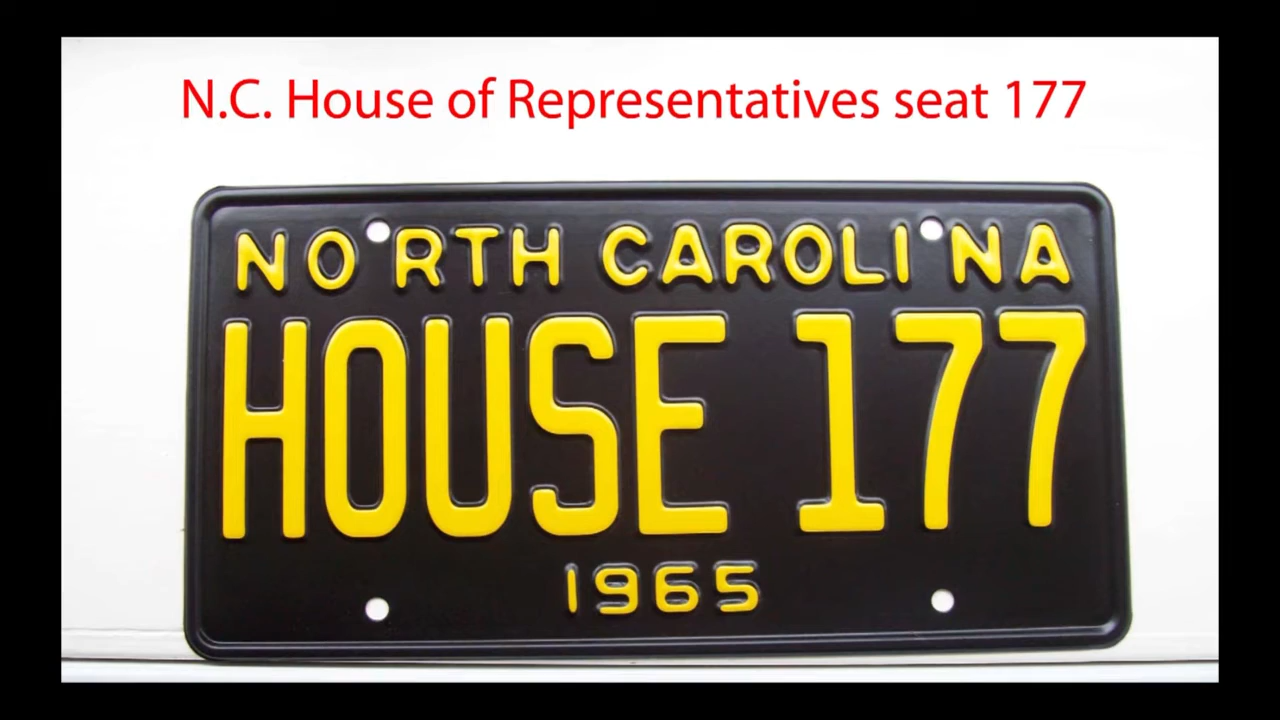 N.C. House of Representatives seat 177
NORTH CAROLINA
HOUSE 177
1965